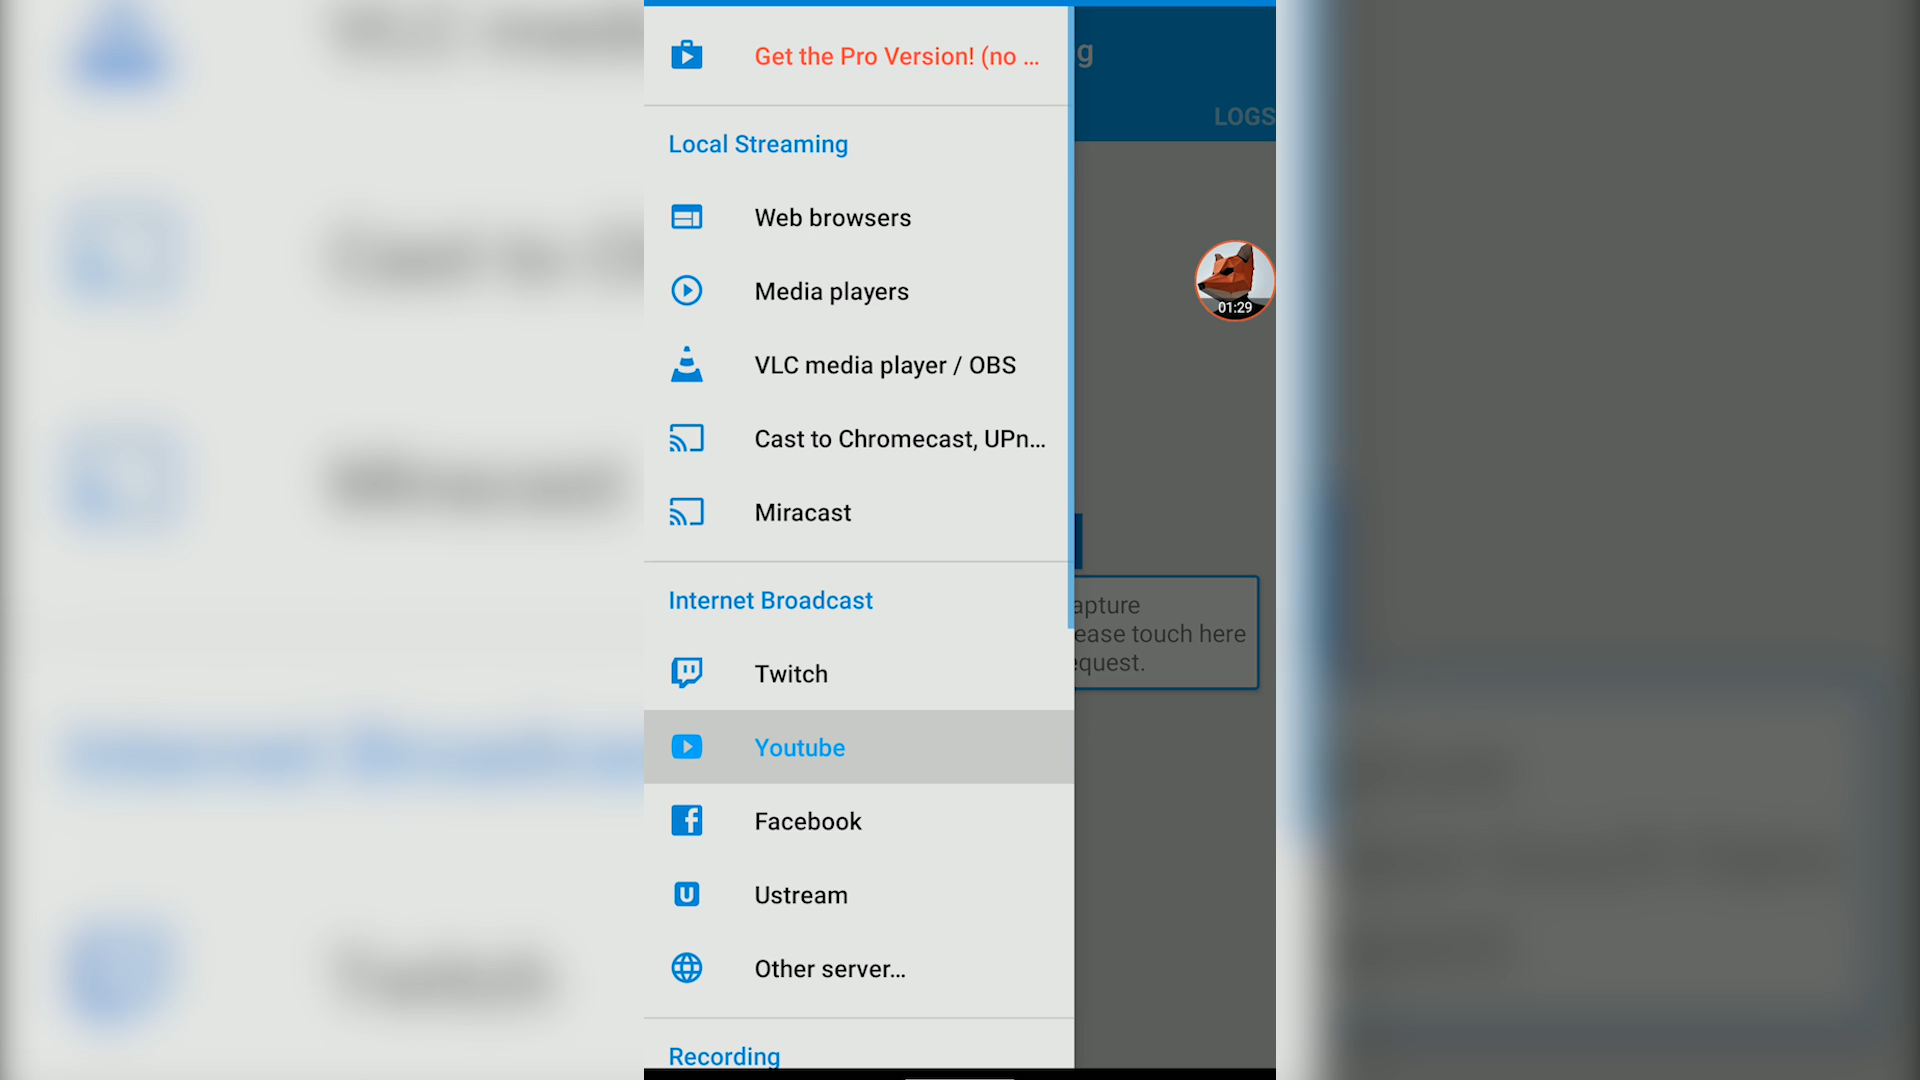 Get the Pro Version! (no ...
g
LOGS
Local Streaming
Web browsers
Media players
01:29
VLC media player / OBS
Cast to Chromecast, UPn...
Miracast
Internet Broadcast
apture
ease touch here
equest.
Twitch
Youtube
Facebook
Ustream
Other server...
Recording